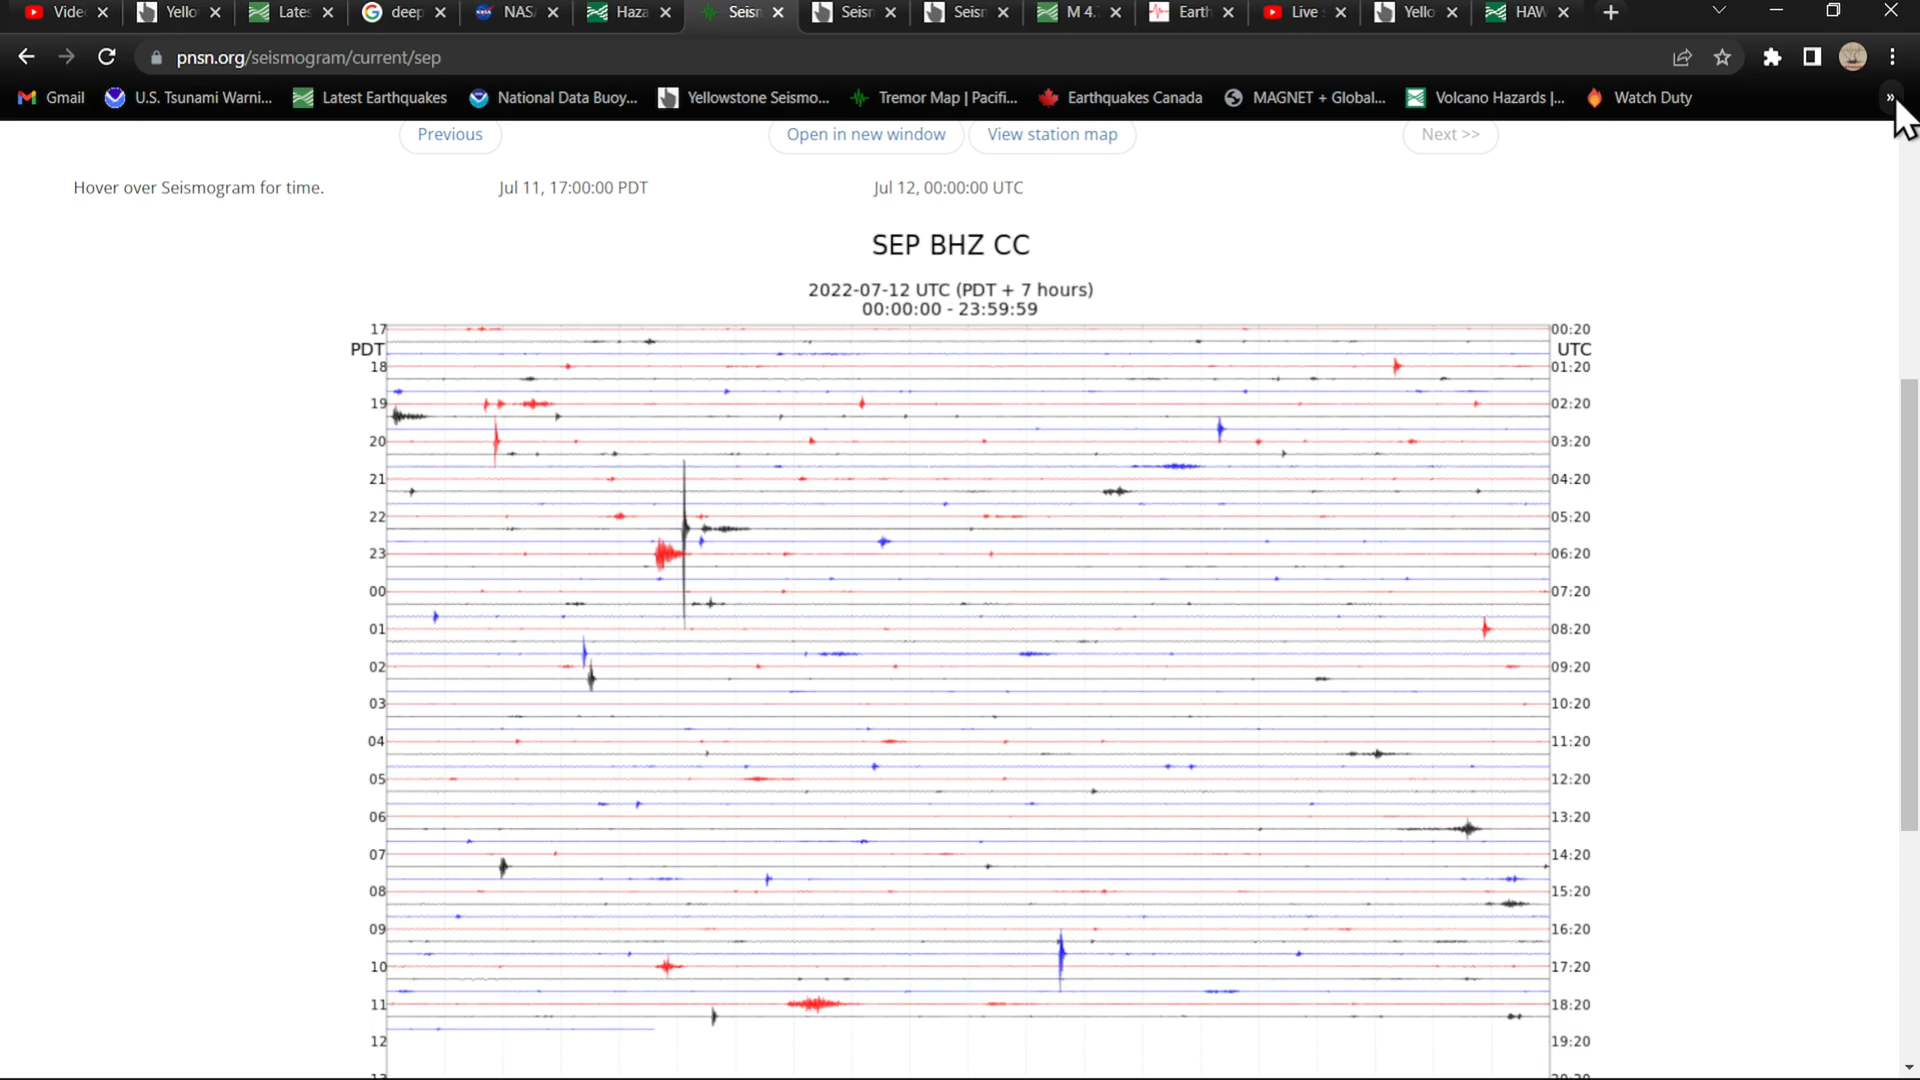 Vide Yello Lates deep NAS Haza Seism Seism Seism M 4. Earth Live Yello HAW
pnsn.org/seismogram/current/sep
Gmail U.S. Tsunami Warni... Latest Earthquakes National Data Buoy... Yellowstone Seismo... Tremor Map | Pacifi... Earthquakes Canada MAGNET + Global... Volcano Hazards |... Watch Duty »
Previous Open in new window View station map Next >>
Hover over Seismogram for time. Jul 11, 17:00:00 PDT Jul 12, 00:00:00 UTC
SEP BHZ CC
2022-07-12 UTC (PDT + 7 hours)
00:00:00 - 23:59:59
17 00:20
PDT UTC
18 01:20
19 02:20
20 03:20
21 04:20
22 05:20
23 06:20
00 07:20
01 08:20
02 09:20
03 10:20
04 11:20
05 12:20
06 13:20
07 14:20
08 15:20
09 16:20
10 17:20
11 18:20
12 19:20